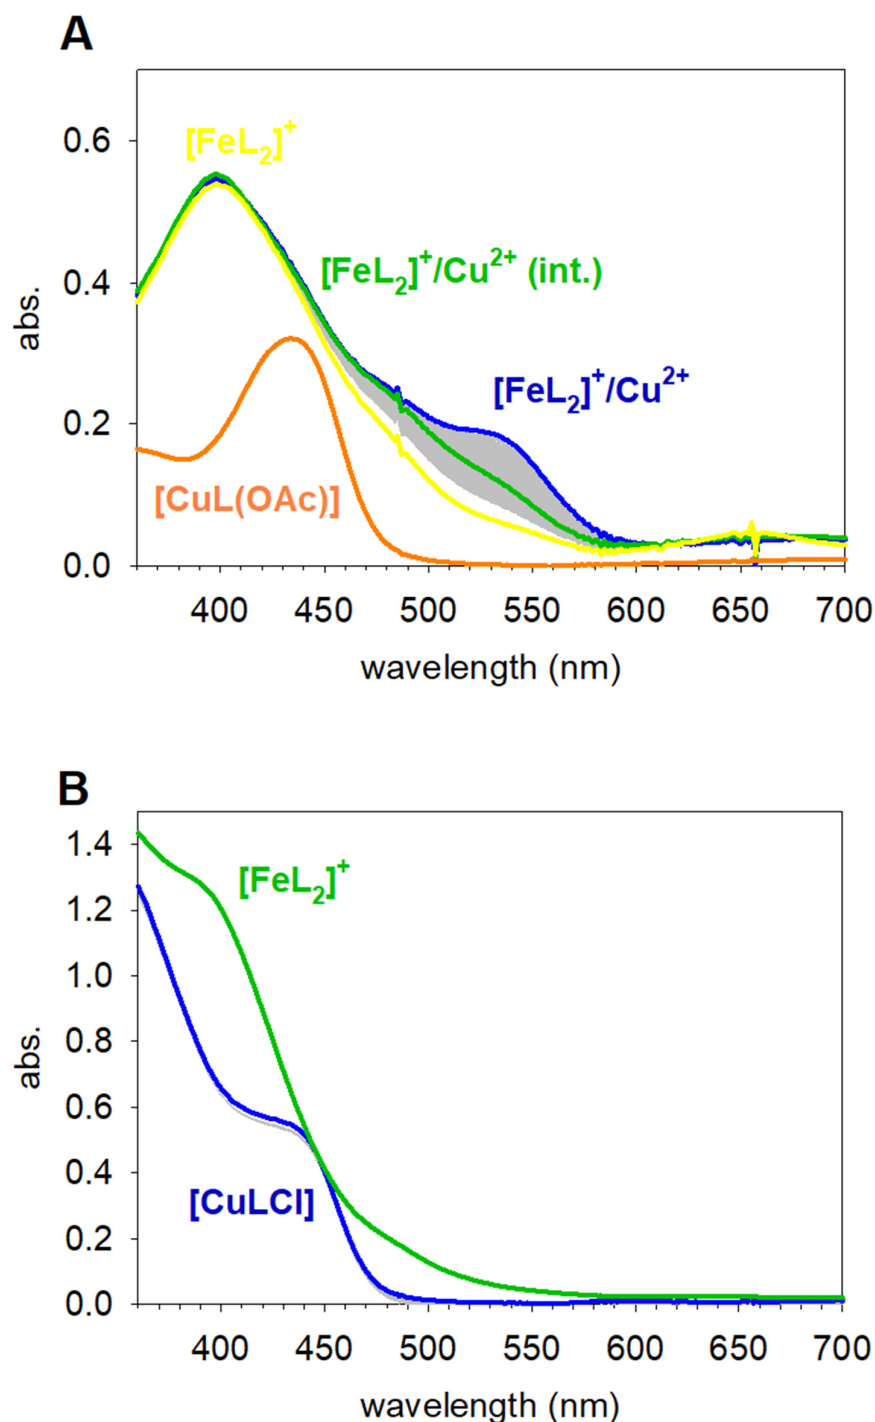 A
0.6
0.4
0.2
0.0
abs.
[FeL₂]⁺
[FeL₂]⁺/Cu²⁺ (int.)
[FeL₂]⁺/Cu²⁺
[CuL(OAc)]
400 450 500 550 600 650 700
wavelength (nm)
B
1.4
1.2
1.0
0.8
0.6
0.4
0.2
0.0
abs.
[FeL₂]⁺
[CuLCl]
400 450 500 550 600 650 700
wavelength (nm)